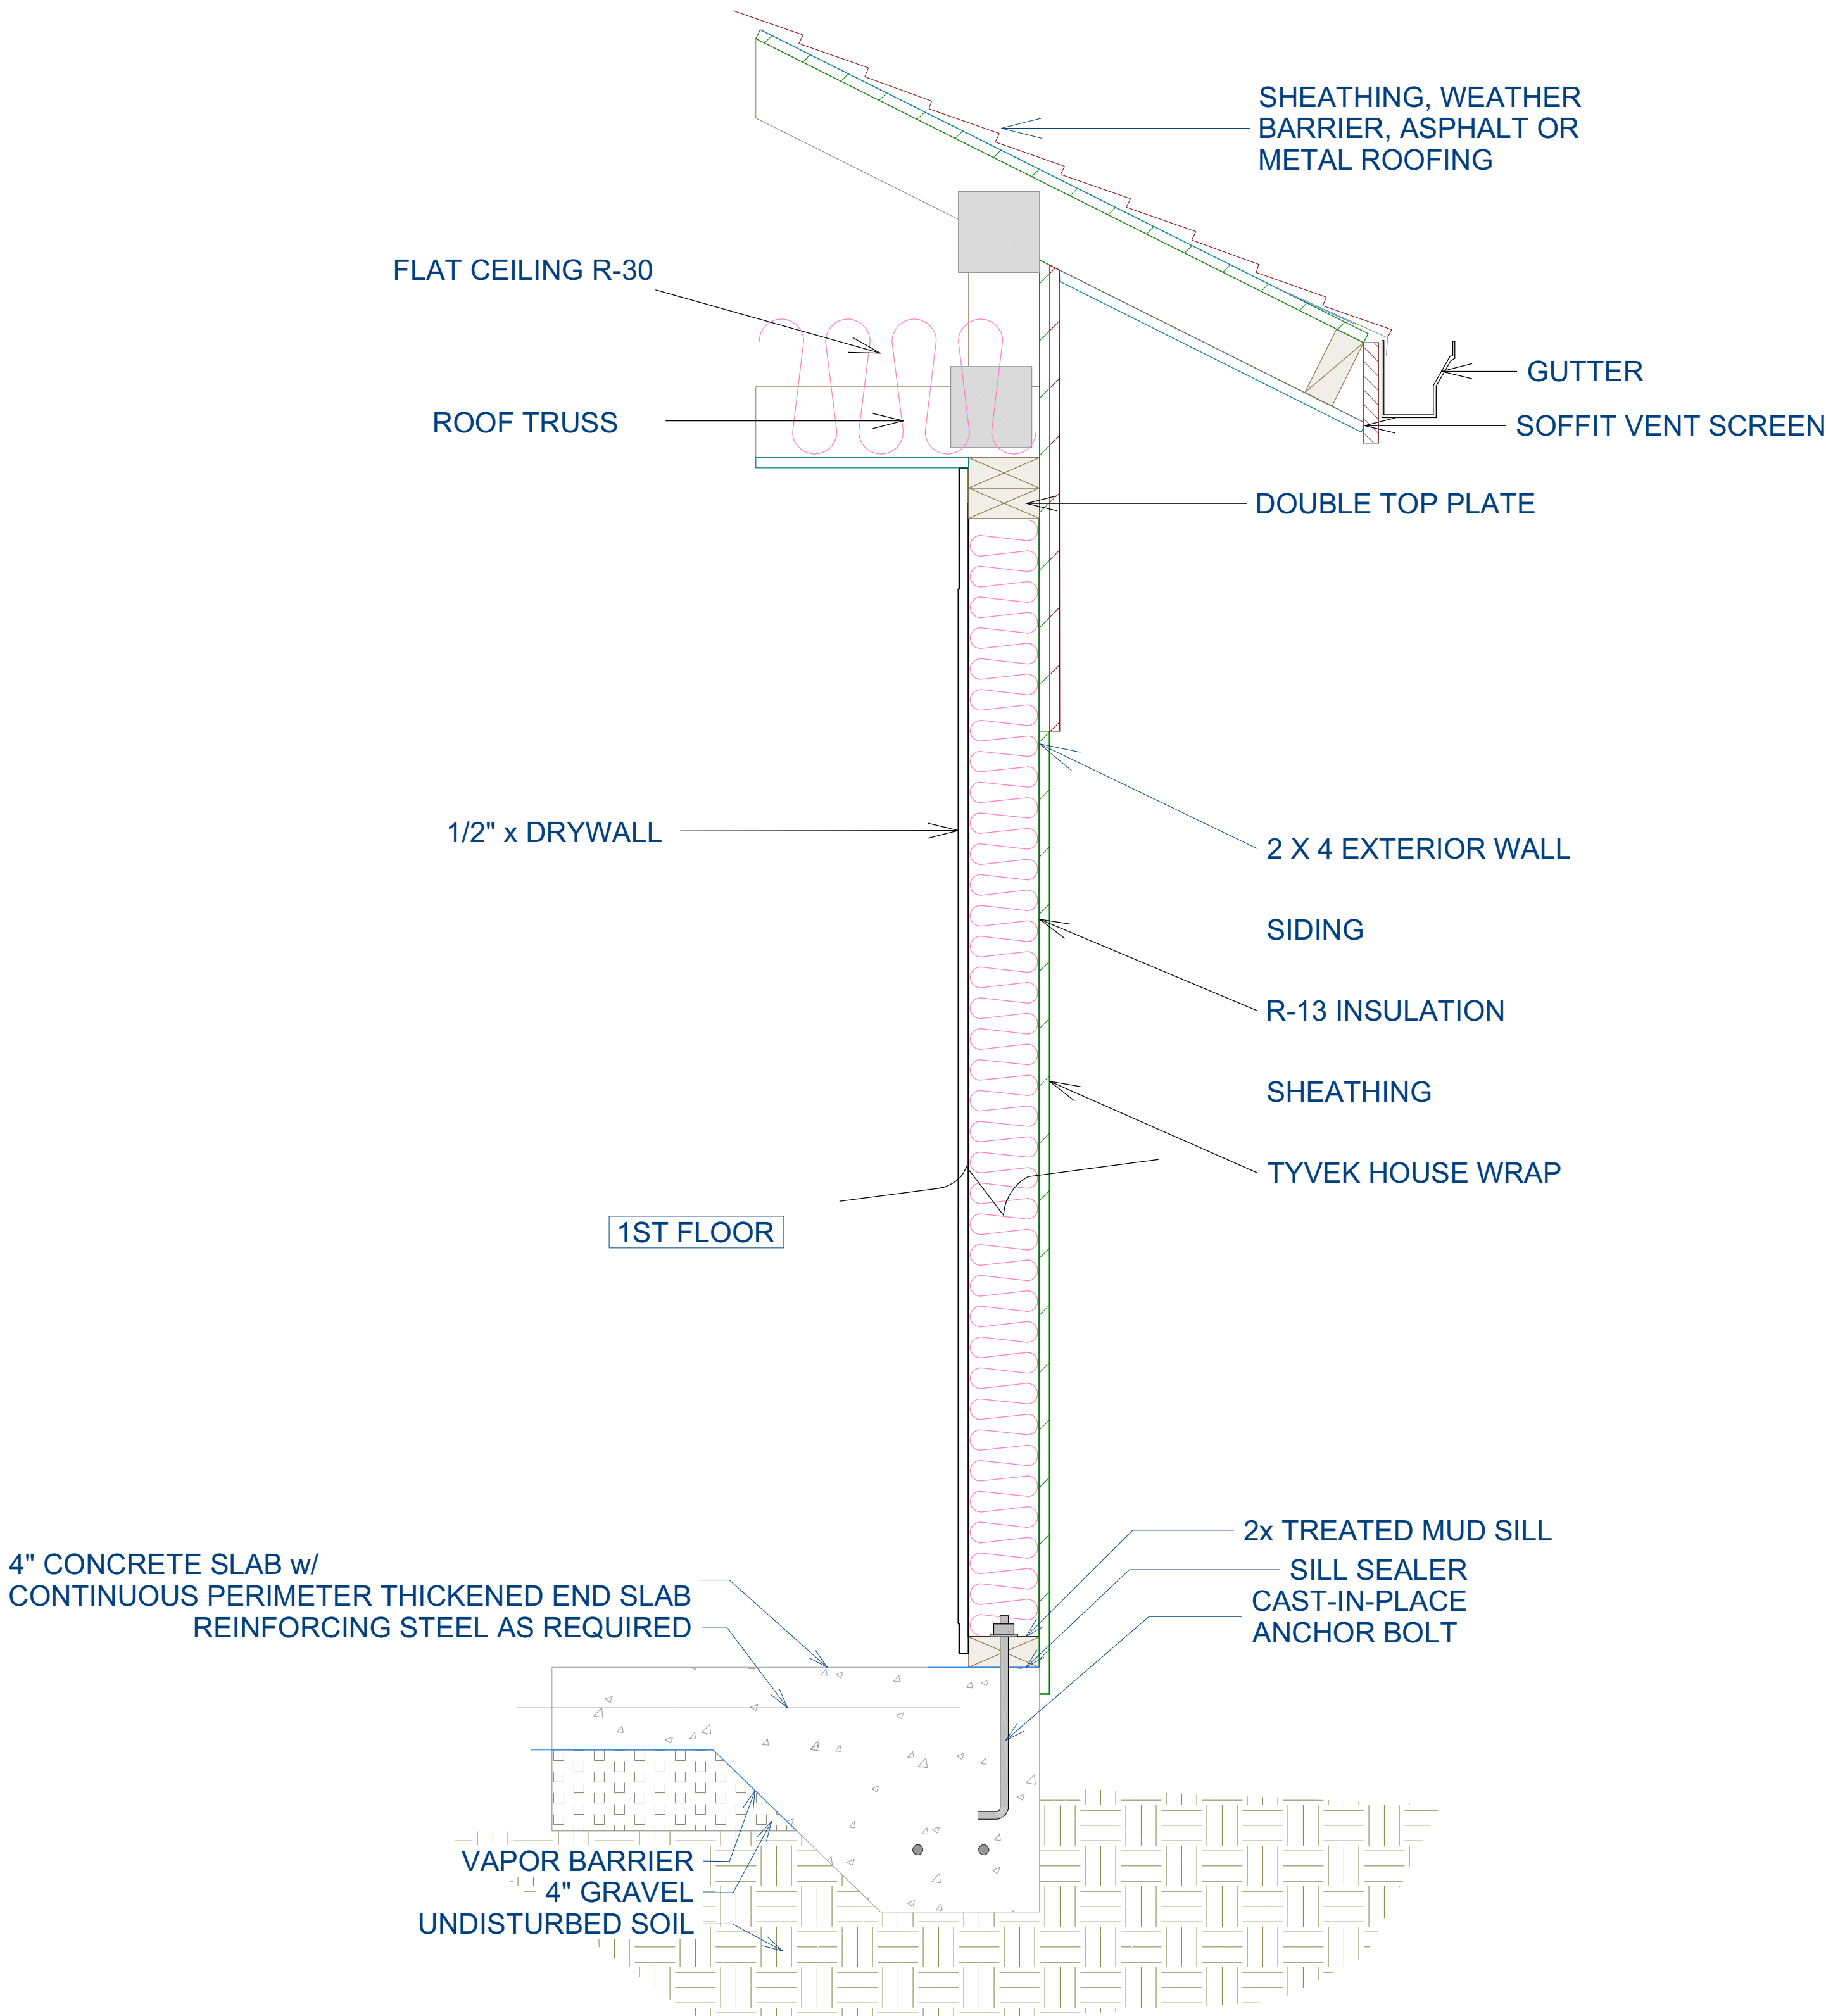 SHEATHING, WEATHER
BARRIER, ASPHALT OR
METAL ROOFING
FLAT CEILING R-30
GUTTER
ROOF TRUSS
SOFFIT VENT SCREEN
DOUBLE TOP PLATE
1/2" x DRYWALL
2 X 4 EXTERIOR WALL
SIDING
R-13 INSULATION
SHEATHING
TYVEK HOUSE WRAP
1ST FLOOR
2x TREATED MUD SILL
SILL SEALER
CAST-IN-PLACE
ANCHOR BOLT
4" CONCRETE SLAB w/
CONTINUOUS PERIMETER THICKENED END SLAB
REINFORCING STEEL AS REQUIRED
VAPOR BARRIER
4" GRAVEL
UNDISTURBED SOIL